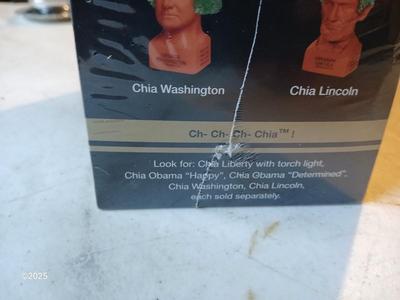 Chia Washington
Chia Lincoln
Ch- Ch- Ch- Chia™ !
Look for: Chia Liberty with torch light,
Chia Obama “Happy”, Chia Obama “Determined”,
Chia Washington, Chia Lincoln,
each sold separately.
©2025